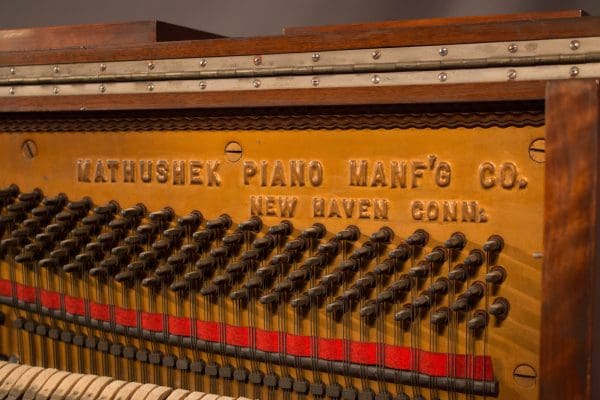 MATHUSHEK PIANO MANF'G CO.
NEW HAVEN CONN.